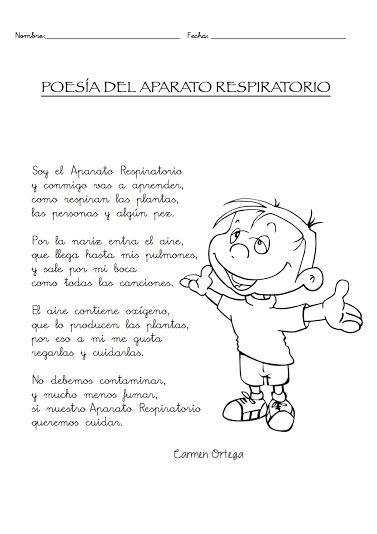 Nombre:______________________ Fecha: ______________________
POESÍA DEL APARATO RESPIRATORIO
Soy el Aparato Respiratorio
y conmigo vas a aprender,
como respiran las plantas,
las personas y algún pez.
Por la nariz entra el aire,
que llega hasta mis pulmones,
y sale por mi boca
como todas las canciones.
El aire contiene oxígeno,
que lo producen las plantas,
por eso a mi me gusta
regarlas y cuidarlas.
No debemos contaminar,
y mucho menos fumar,
si nuestro Aparato Respiratorio
queremos cuidar.
Carmen Ortega